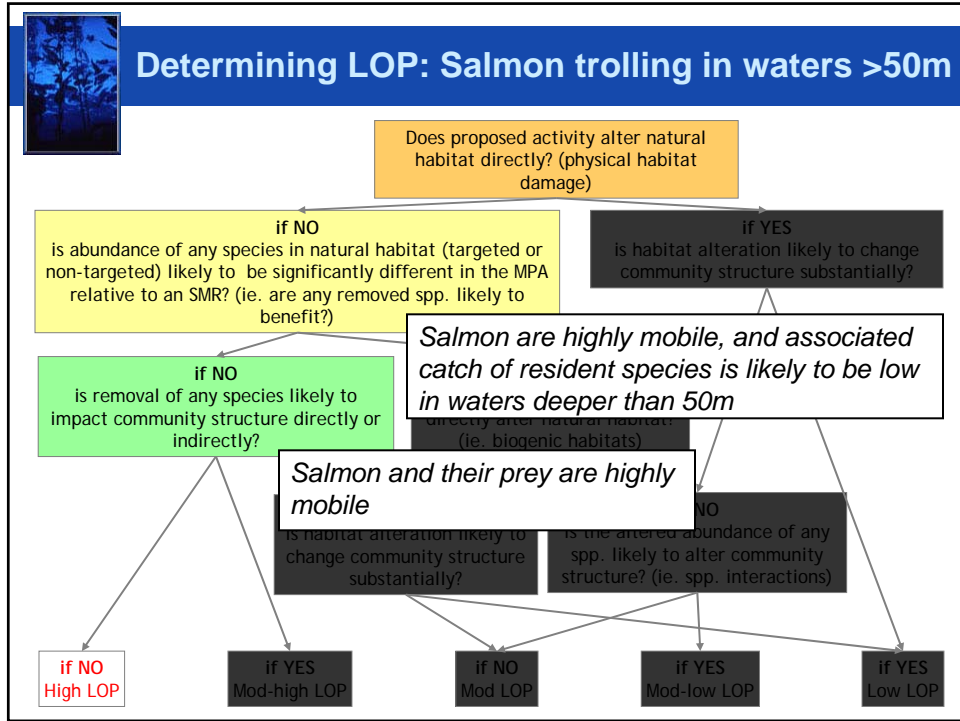 Determining LOP: Salmon trolling in waters >50m
Does proposed activity alter natural
habitat directly? (physical habitat
damage)
if NO
is abundance of any species in natural habitat (targeted or
non-targeted) likely to be significantly different in the MPA
relative to an SMR? (ie. are any removed spp. likely to
benefit?)
if YES
is habitat alteration likely to change
community structure substantially?
Salmon are highly mobile, and associated
catch of resident species is likely to be low
in waters deeper than 50m
if NO
is removal of any species likely to
impact community structure directly or
indirectly?
directly alter natural habitat?
(ie. biogenic habitats)
Salmon and their prey are highly
mobile
is habitat alteration likely to
change community structure
substantially?
NO
is the altered abundance of any
spp. likely to alter community
structure? (ie. spp. interactions)
if NO
High LOP
if YES
Mod-high LOP
if NO
Mod LOP
if YES
Mod-low LOP
if YES
Low LOP